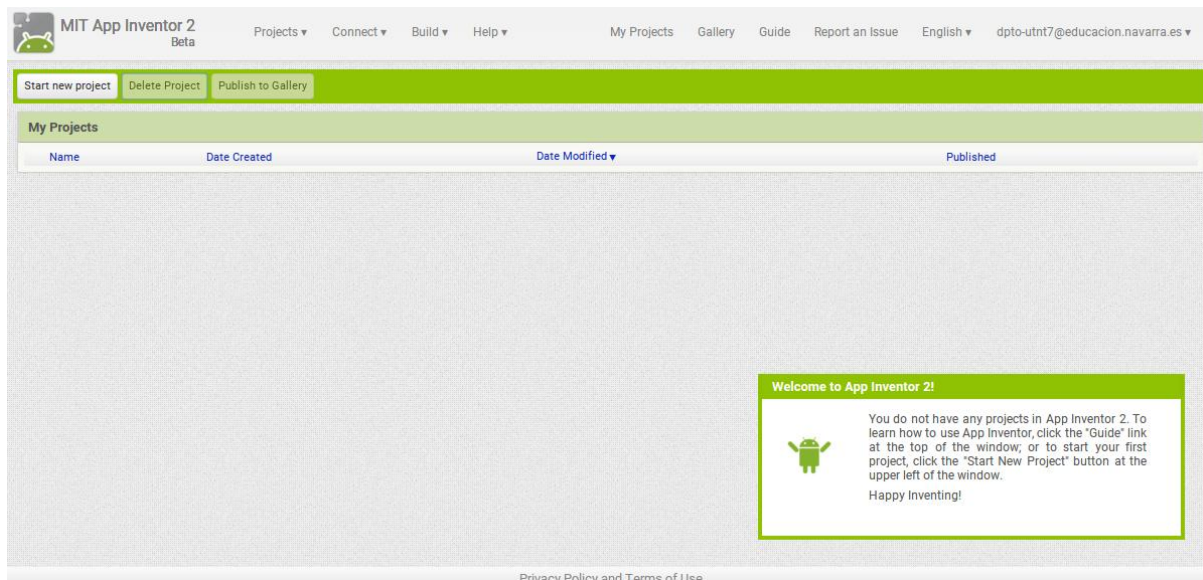 MIT App Inventor 2
Beta
Projects ▾ Connect ▾ Build ▾ Help ▾ My Projects Gallery Guide Report an Issue English ▾ dpto-utnt7@educacion.navarra.es ▾
Start new project Delete Project Publish to Gallery
My Projects
Name Date Created Date Modified ▾ Published
Welcome to App Inventor 2!
You do not have any projects in App Inventor 2. To
learn how to use App Inventor, click the "Guide" link
at the top of the window; or to start your first
project, click the "Start New Project" button at the
upper left of the window.
Happy Inventing!
Privacy Policy and Terms of Use